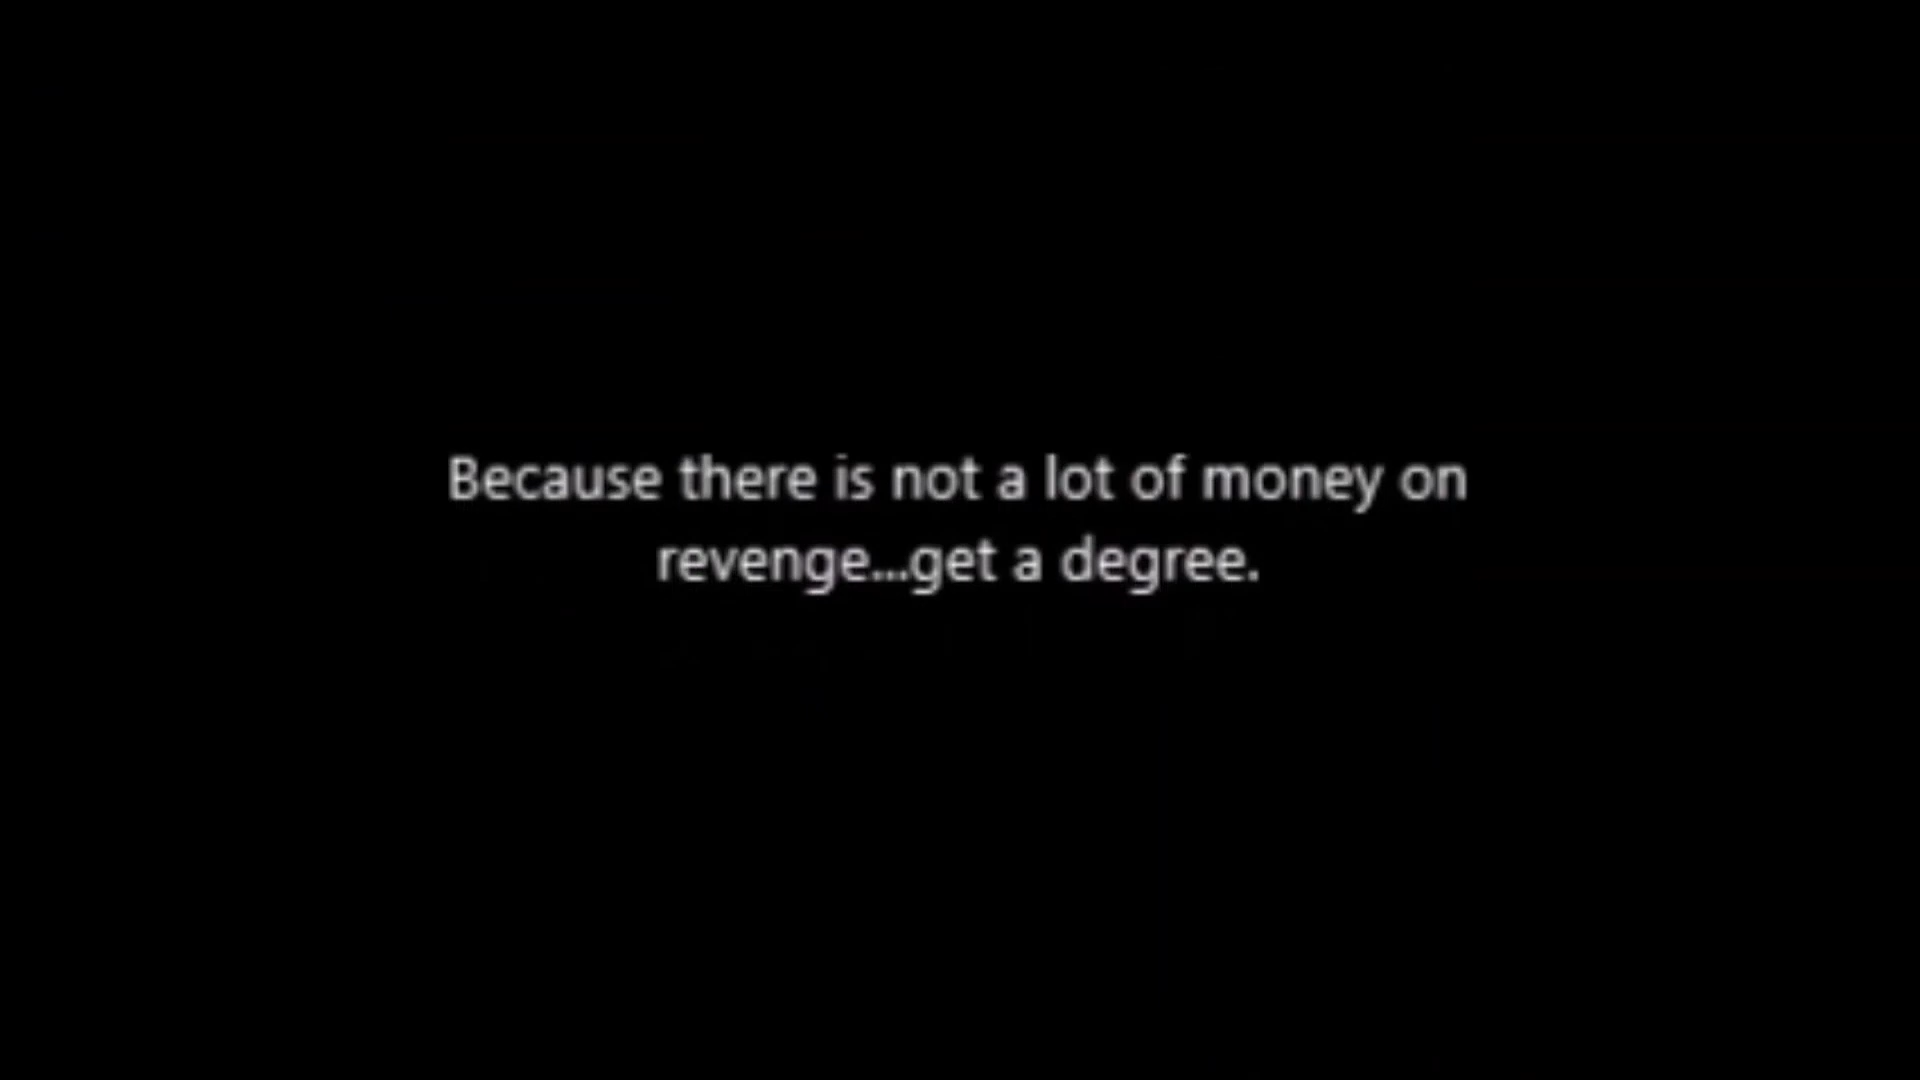 Because there is not a lot of money on
revenge...get a degree.